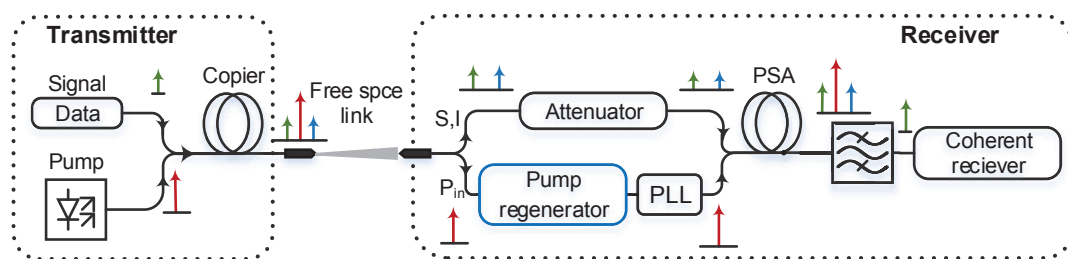 Transmitter
Receiver
Signal
Data
Pump
Copier
Free spce
link
S,I
Attenuator
P_in
Pump
regenerator
PLL
PSA
Coherent
reciever